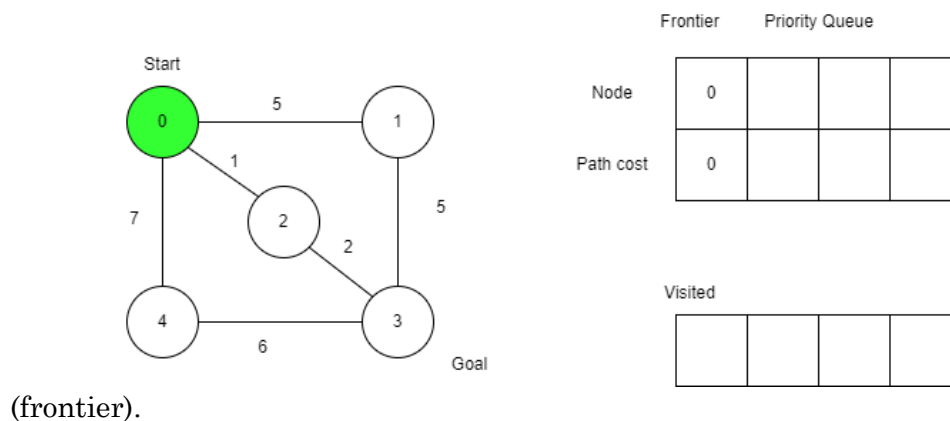 Frontier Priority Queue
Start
Node 0
0 5 1
1
Path cost 0
7 2 5
2
Visited
4 3
6
Goal
(frontier).